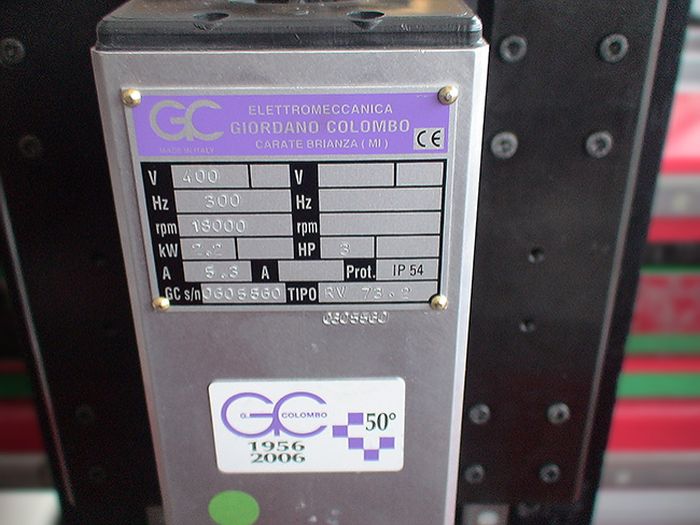 GC
MADE IN ITALY
ELETTROMECCANICA
GIORDANO COLOMBO
CARATE BRIANZA (MI)
CE
V 400 V
Hz 300 Hz
rpm 18000 rpm
kW 2.2 HP 3
A 5.3 A Prot. IP 54
GC s/n 0605560 TIPO RV 73.2
0605560
GC
G. COLOMBO
50°
1956
2006